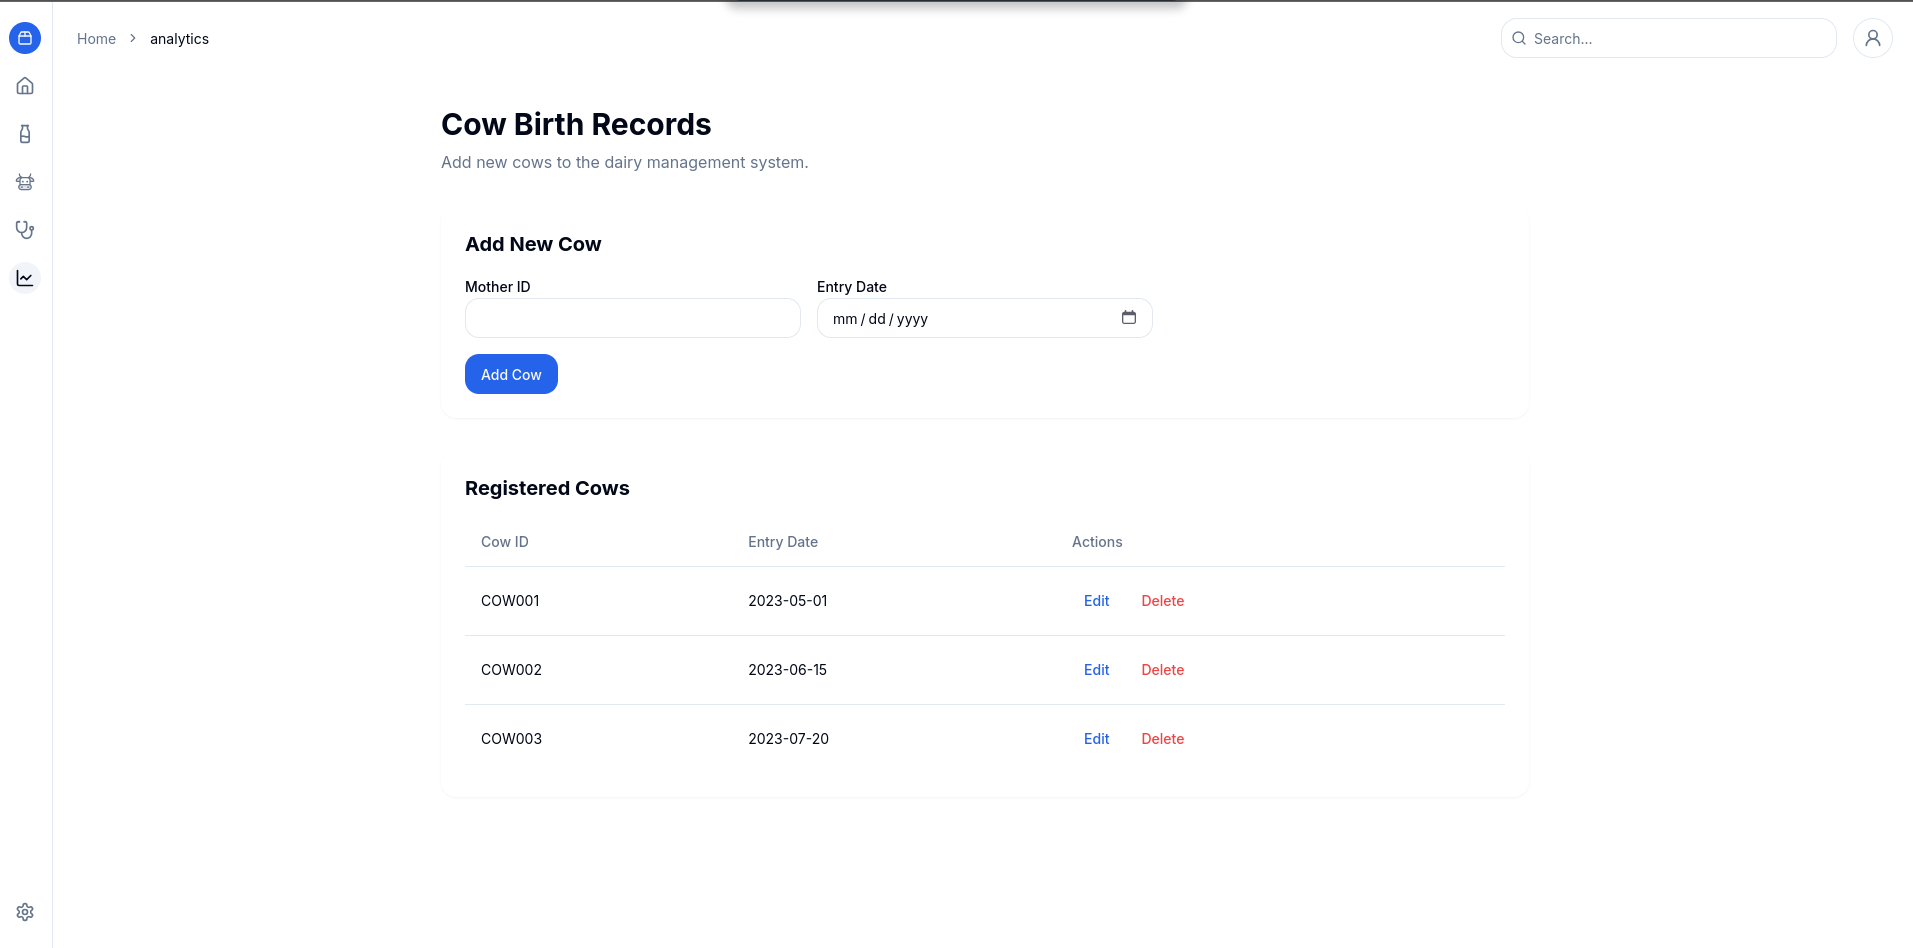 Home > analytics
Search...
Cow Birth Records
Add new cows to the dairy management system.
Add New Cow
Mother ID Entry Date
mm / dd / yyyy
Add Cow
Registered Cows
Cow ID Entry Date Actions
COW001 2023-05-01 Edit Delete
COW002 2023-06-15 Edit Delete
COW003 2023-07-20 Edit Delete